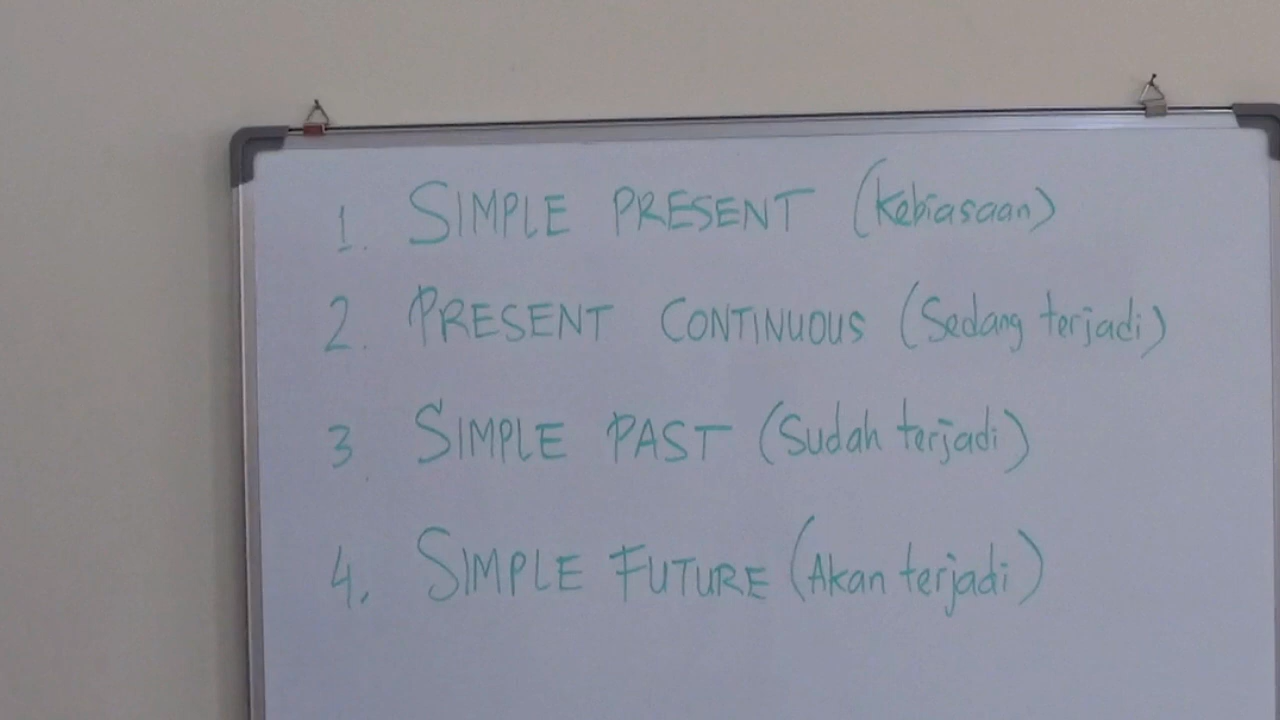 1. SIMPLE PRESENT (Kebiasaan)
2. PRESENT CONTINUOUS (Sedang terjadi)
3 SIMPLE PAST (Sudah terjadi)
4. SIMPLE FUTURE (Akan terjadi)